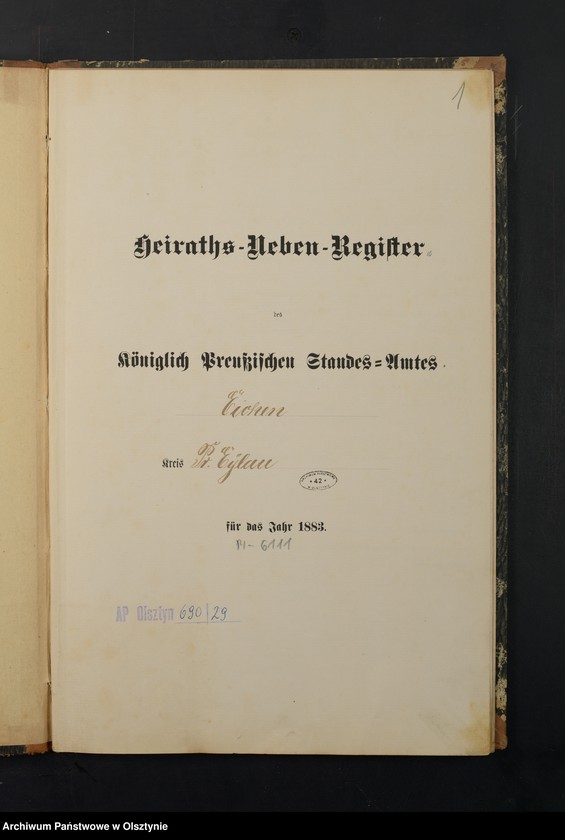 1
Heiraths-Neben-Register
des
Königlich Preußischen Standes-Amtes
Eichen
Kreis Pr. Eylau
42
für das Jahr 1883.
6111
AP Olsztyn 690/29
Archiwum Państwowe w Olsztynie